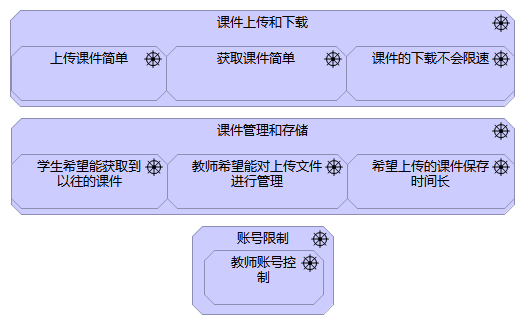 课件上传和下载
上传课件简单
获取课件简单
课件的下载不会限速
课件管理和存储
学生希望能获取到
以往的课件
教师希望能对上传文件
进行管理
希望上传的课件保存
时间长
账号限制
教师账号控
制